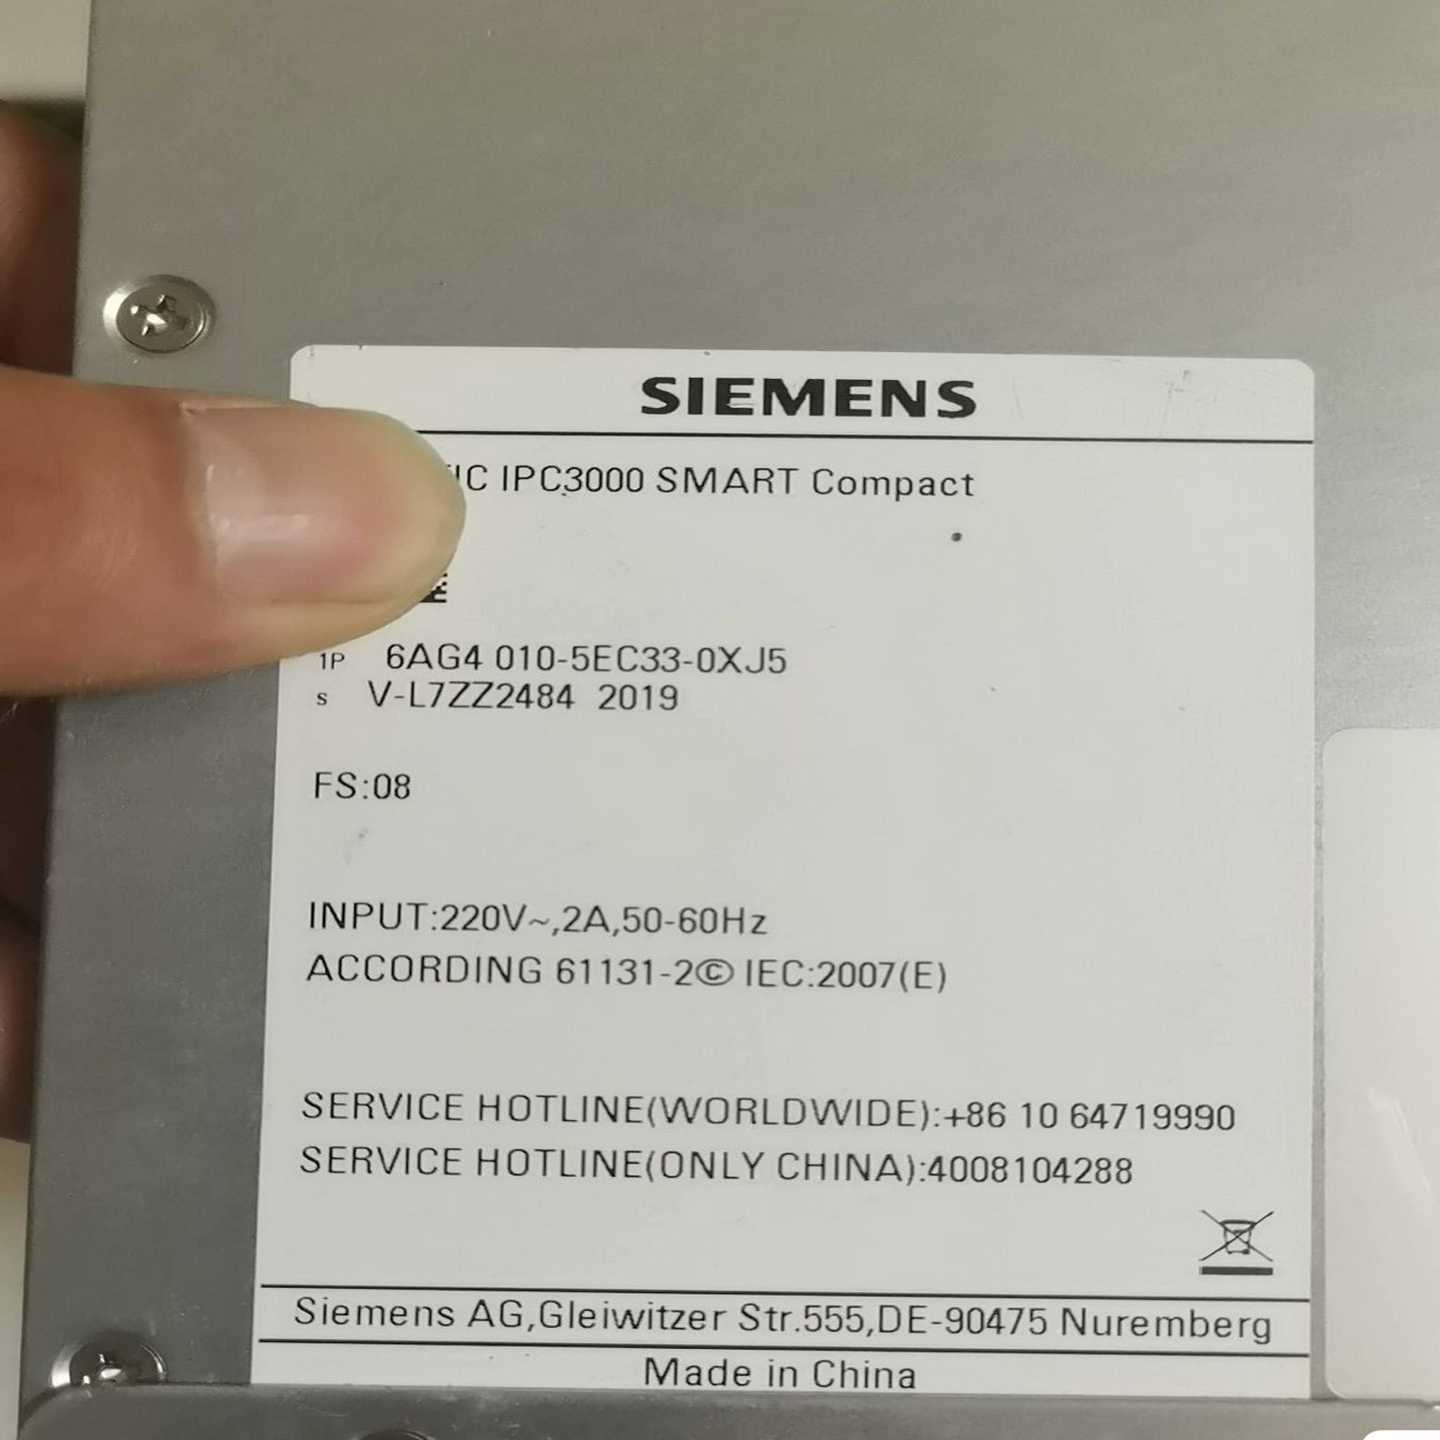 SIEMENS
IC IPC3000 SMART Compact
1P 6AG4 010-5EC33-0XJ5
S V-L7ZZ2484 2019
FS:08
INPUT:220V~,2A,50-60Hz
ACCORDING 61131-2© IEC:2007(E)
SERVICE HOTLINE(WORLDWIDE):+86 10 64719990
SERVICE HOTLINE(ONLY CHINA):4008104288
Siemens AG,Gleiwitzer Str.555,DE-90475 Nuremberg
Made in China